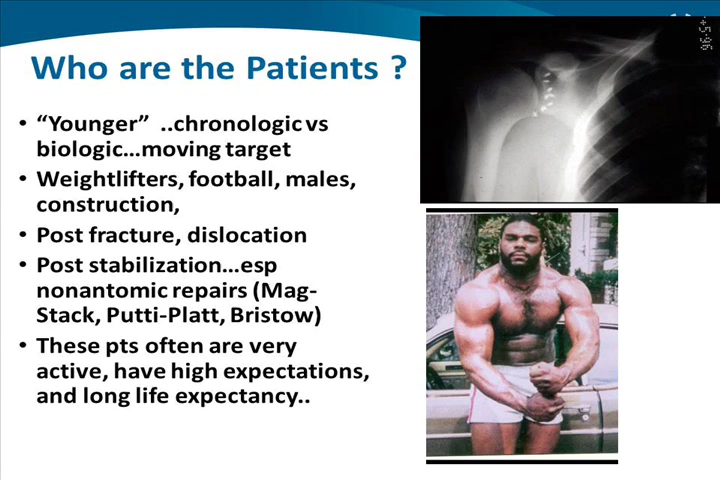 Who are the Patients ?
• “Younger” ..chronologic vs
biologic...moving target
• Weightlifters, football, males,
construction,
• Post fracture, dislocation
• Post stabilization...esp
nonantomic repairs (Mag-
Stack, Putti-Platt, Bristow)
• These pts often are very
active, have high expectations,
and long life expectancy..